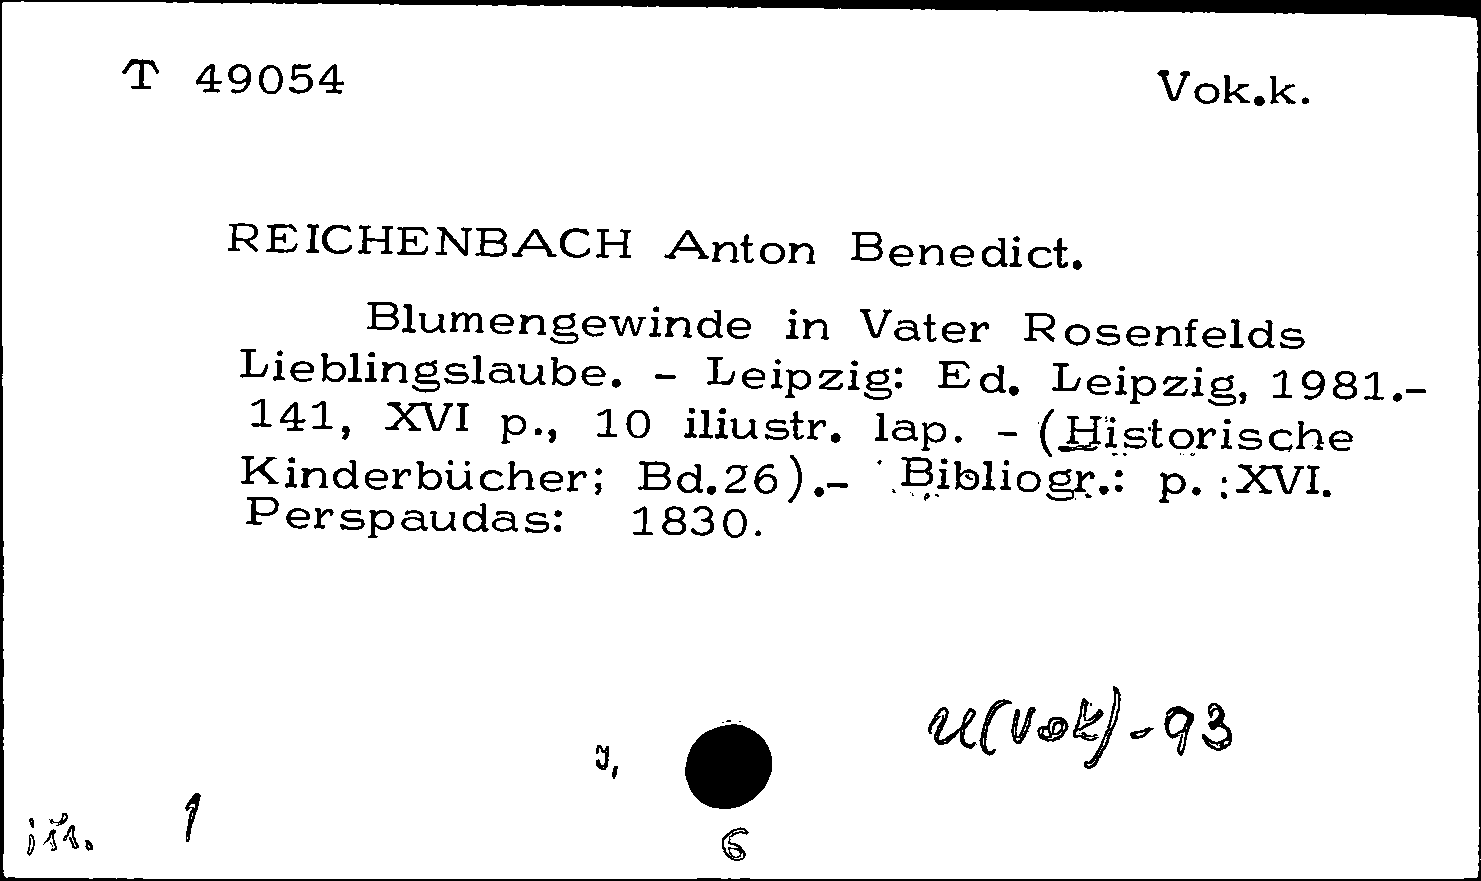 T 49054 Vok.k.
REICHENBACH Anton Benedict.
Blumengewinde in Vater Rosenfelds
Lieblingslaube. - Leipzig: Ed. Leipzig, 1981.-
141, XVI p., 10 iliustr. lap. - (Historische
Kinderbücher; Bd.26).- Bibliogr.: p. : XVI.
Perspaudas: 1830.
u(Vok)-93
1
6